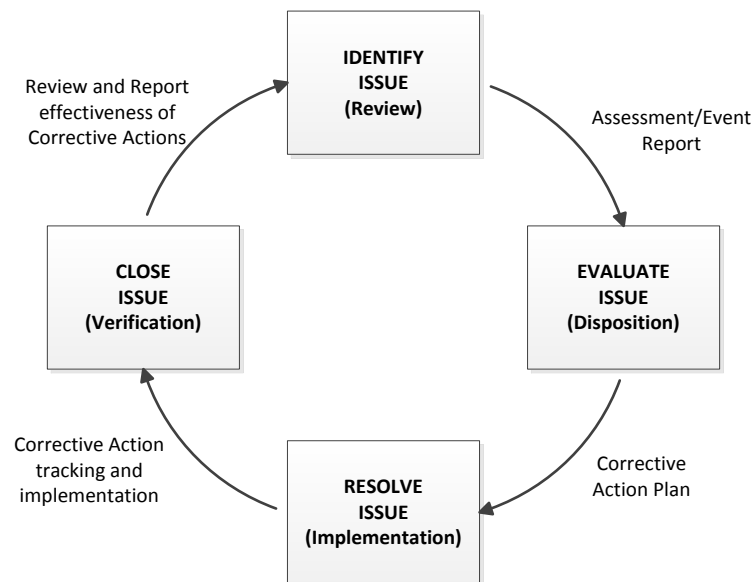 IDENTIFY
ISSUE
(Review)
Assessment/Event
Report
EVALUATE
ISSUE
(Disposition)
Corrective
Action Plan
RESOLVE
ISSUE
(Implementation)
Corrective Action
tracking and
implementation
CLOSE
ISSUE
(Verification)
Review and Report
effectiveness of
Corrective Actions